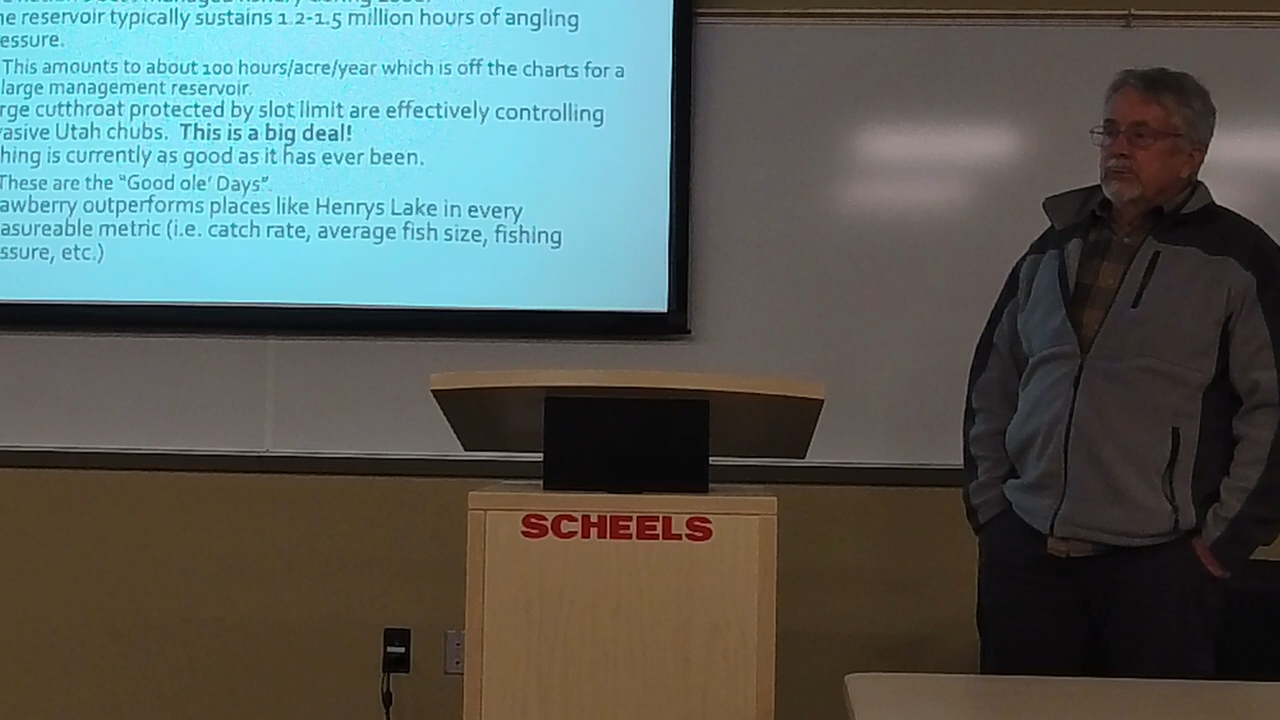 he reservoir typically sustains 1.2-1.5 million hours of angling
essure.
This amounts to about 100 hours/acre/year which is off the charts for a
large management reservoir.
rge cutthroat protected by slot limit are effectively controlling
vasive Utah chubs. This is a big deal!
hing is currently as good as it has ever been.
These are the "Good ole' Days".
awberry outperforms places like Henrys Lake in every
asureable metric (i.e. catch rate, average fish size, fishing
ssure, etc.)
SCHEELS